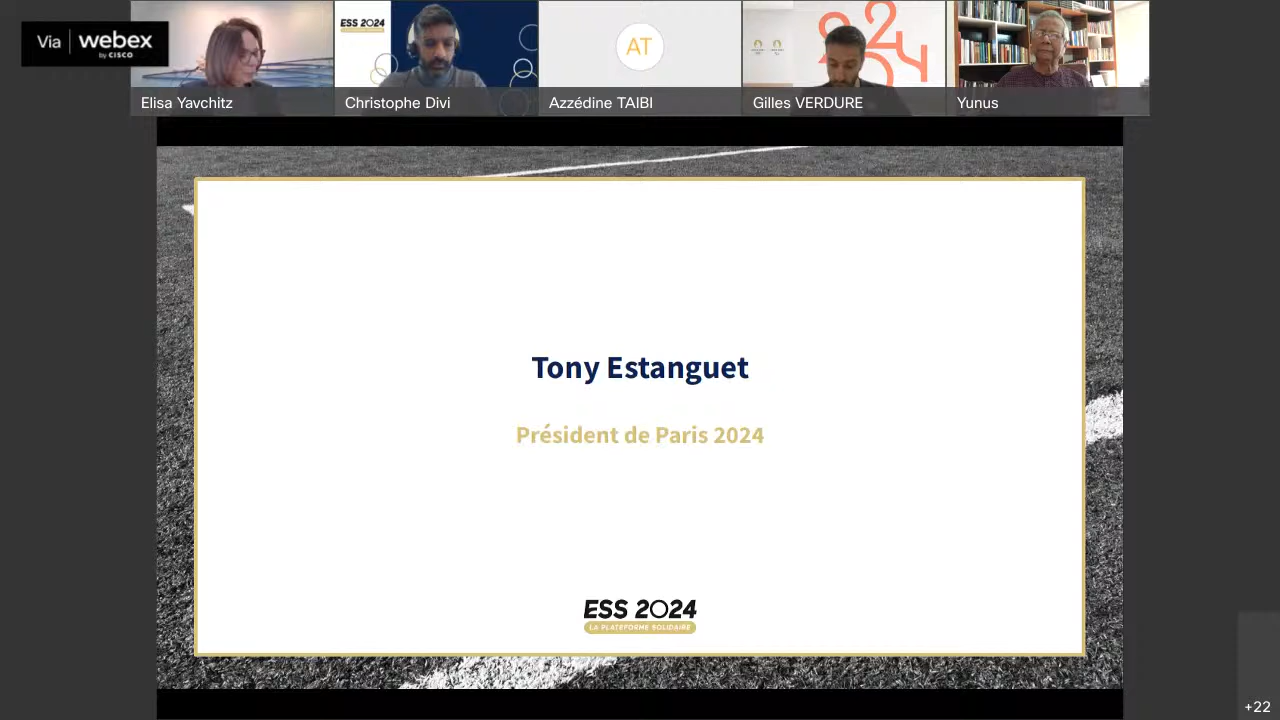 Via webex
by CISCO
ESS 2024
AT
24
Elisa Yavchitz
Christophe Divi
Azzédine TAIBI
Gilles VERDURE
Yunus
Tony Estanguet
Président de Paris 2024
ESS 2024
LA PLATEFORME SOLIDAIRE
+22